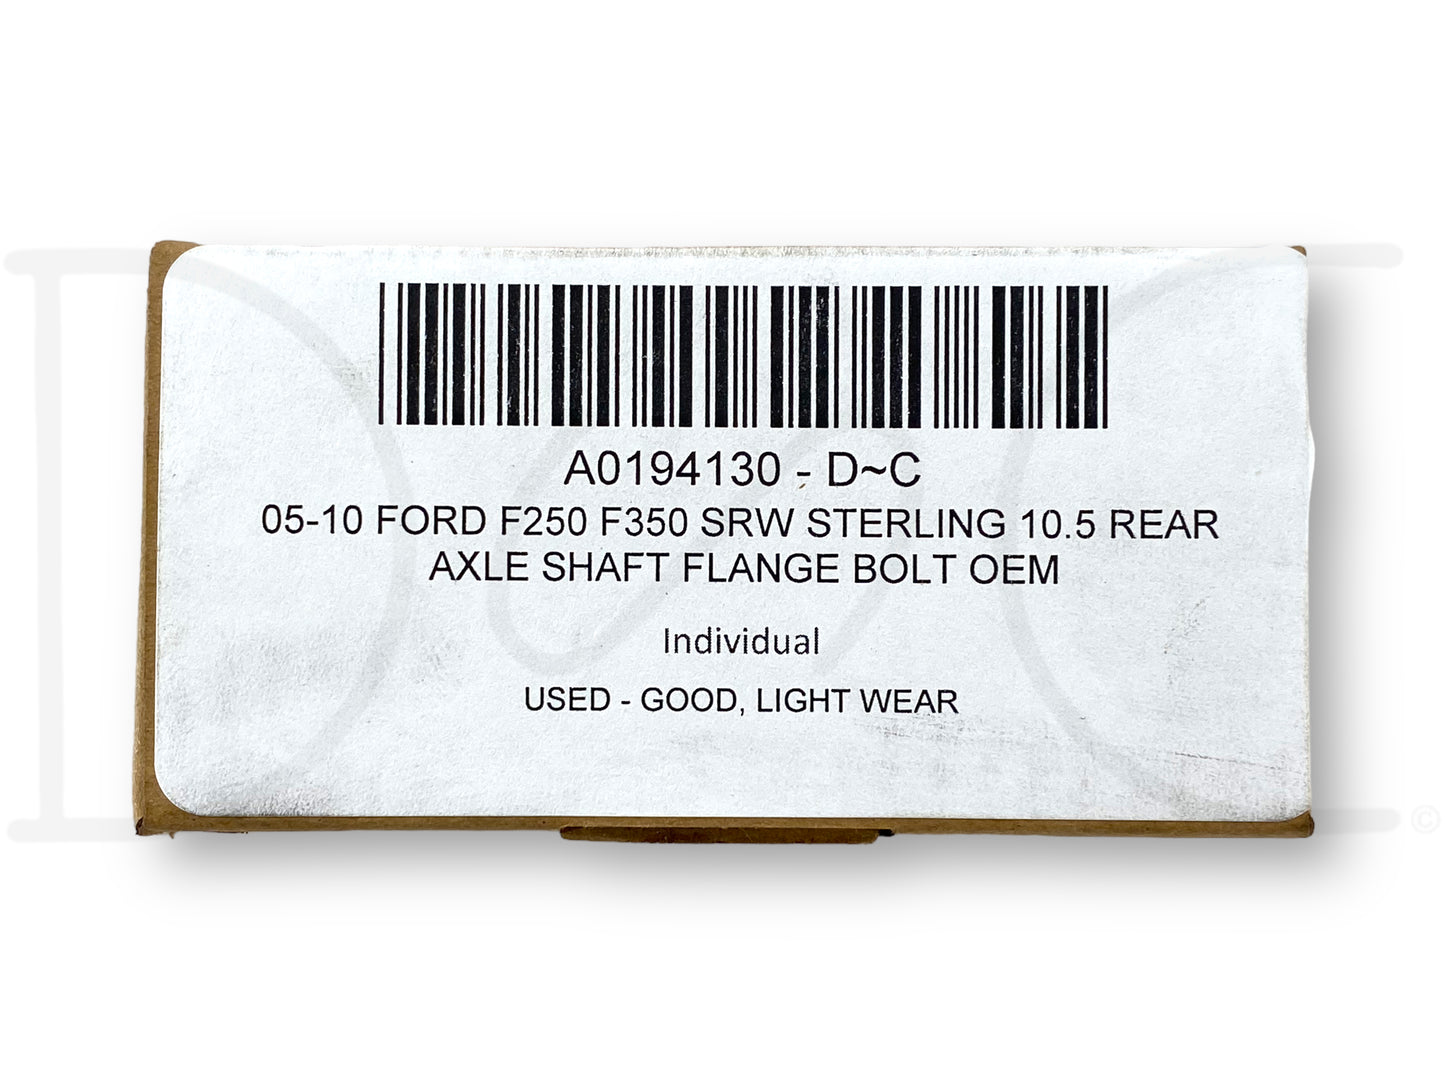 A0194130 - D~C
05-10 FORD F250 F350 SRW STERLING 10.5 REAR
AXLE SHAFT FLANGE BOLT OEM
Individual
USED - GOOD, LIGHT WEAR
©